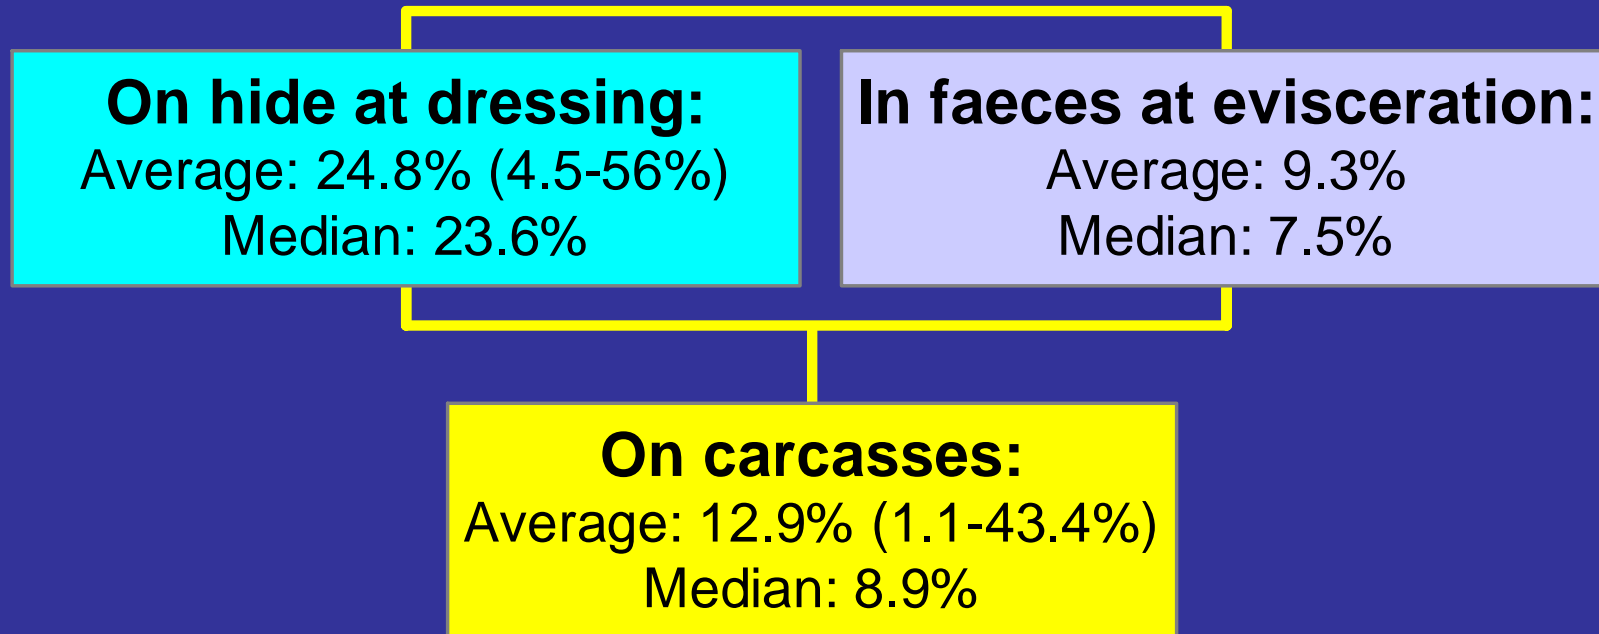 On hide at dressing:
Average: 24.8% (4.5-56%)
Median: 23.6%
In faeces at evisceration:
Average: 9.3%
Median: 7.5%
On carcasses:
Average: 12.9% (1.1-43.4%)
Median: 8.9%